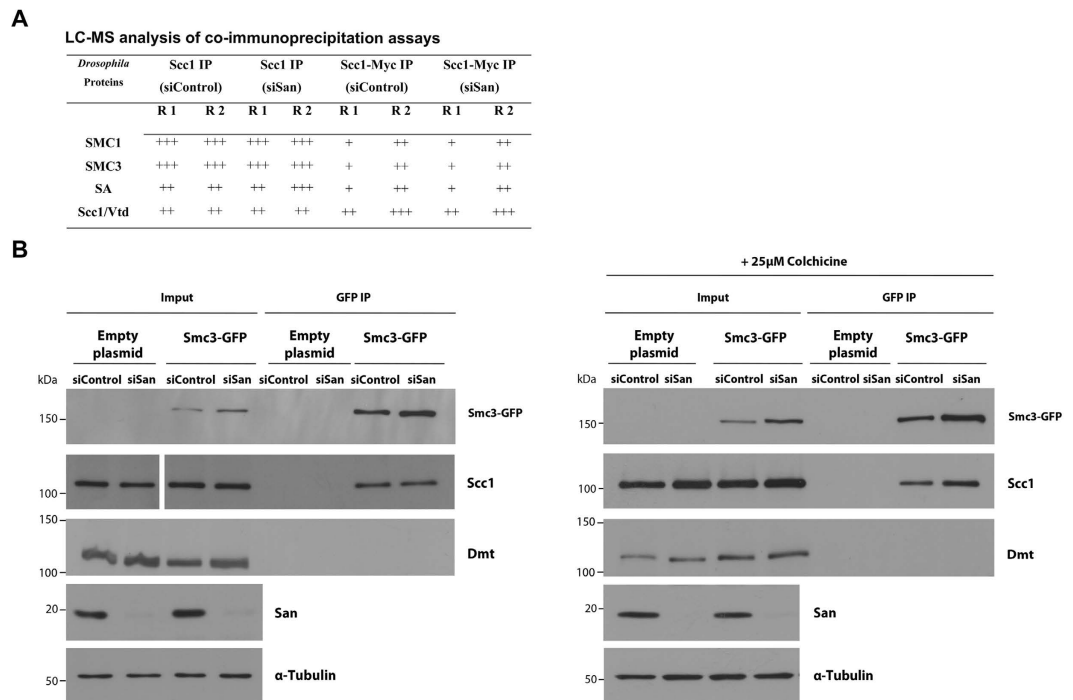 A
LC-MS analysis of co-immunoprecipitation assays
Drosophila Proteins Scc1 IP (siControl) Scc1 IP (siSan) Scc1-Myc IP (siControl) Scc1-Myc IP (siSan)
R 1 R 2 R 1 R 2 R 1 R 2 R 1 R 2
SMC1 +++ +++ +++ +++ + ++ + ++
SMC3 +++ +++ +++ +++ + ++ + ++
SA ++ ++ ++ +++ + ++ + ++
Scc1/Vtd ++ ++ ++ ++ ++ +++ ++ +++
B
Imput GFP IP
Empty plasmid Smc3-GFP Empty plasmid Smc3-GFP
kDa siControl siSan siControl siSan siControl siSan siControl siSan
150 Smc3-GFP
100 Scc1
150
100 Dmt
20 San
50 α-Tubulin
+ 25µM Colchicine
Imput GFP IP
Empty plasmid Smc3-GFP Empty plasmid Smc3-GFP
kDa siControl siSan siControl siSan siControl siSan siControl siSan
150 Smc3-GFP
100 Scc1
150
100 Dmt
20 San
50 α-Tubulin